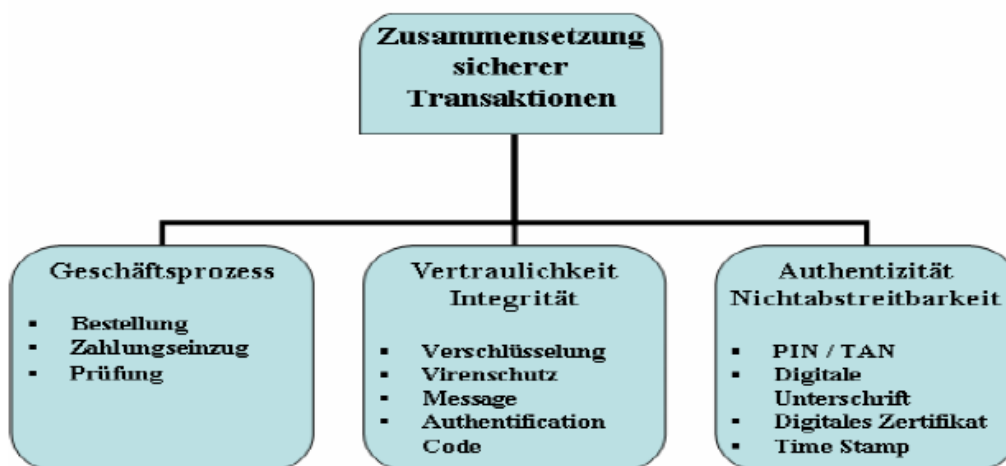 Zusammensetzung
sicherer
Transaktionen
Geschäftsprozess
▪ Bestellung
▪ Zahlungseinzug
▪ Prüfung
Vertraulichkeit
Integrität
▪ Verschlüsselung
▪ Virenschutz
▪ Message
▪ Authentification
Code
Authentizität
Nichtabstreitbarkeit
▪ PIN / TAN
▪ Digitale
Unterschrift
▪ Digitales Zertifikat
▪ Time Stamp